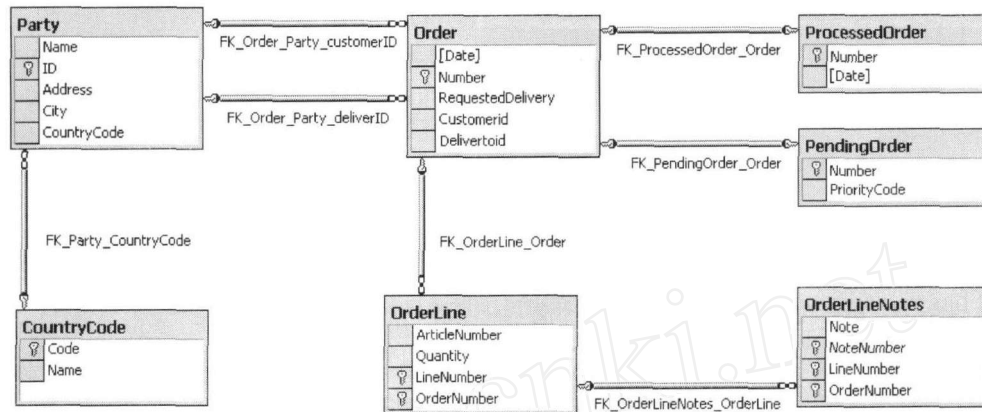 Party
Name
ID
Address
City
CountryCode
FK_Order_Party_customerID
FK_Order_Party_deliverID
Order
[Date]
Number
RequestedDelivery
Customerid
Delivertoid
FK_ProcessedOrder_Order
ProcessedOrder
Number
[Date]
FK_PendingOrder_Order
PendingOrder
Number
PriorityCode
FK_Party_CountryCode
FK_OrderLine_Order
CountryCode
Code
Name
OrderLine
ArticleNumber
Quantity
LineNumber
OrderNumber
FK_OrderLineNotes_OrderLine
OrderLineNotes
Note
NoteNumber
LineNumber
OrderNumber